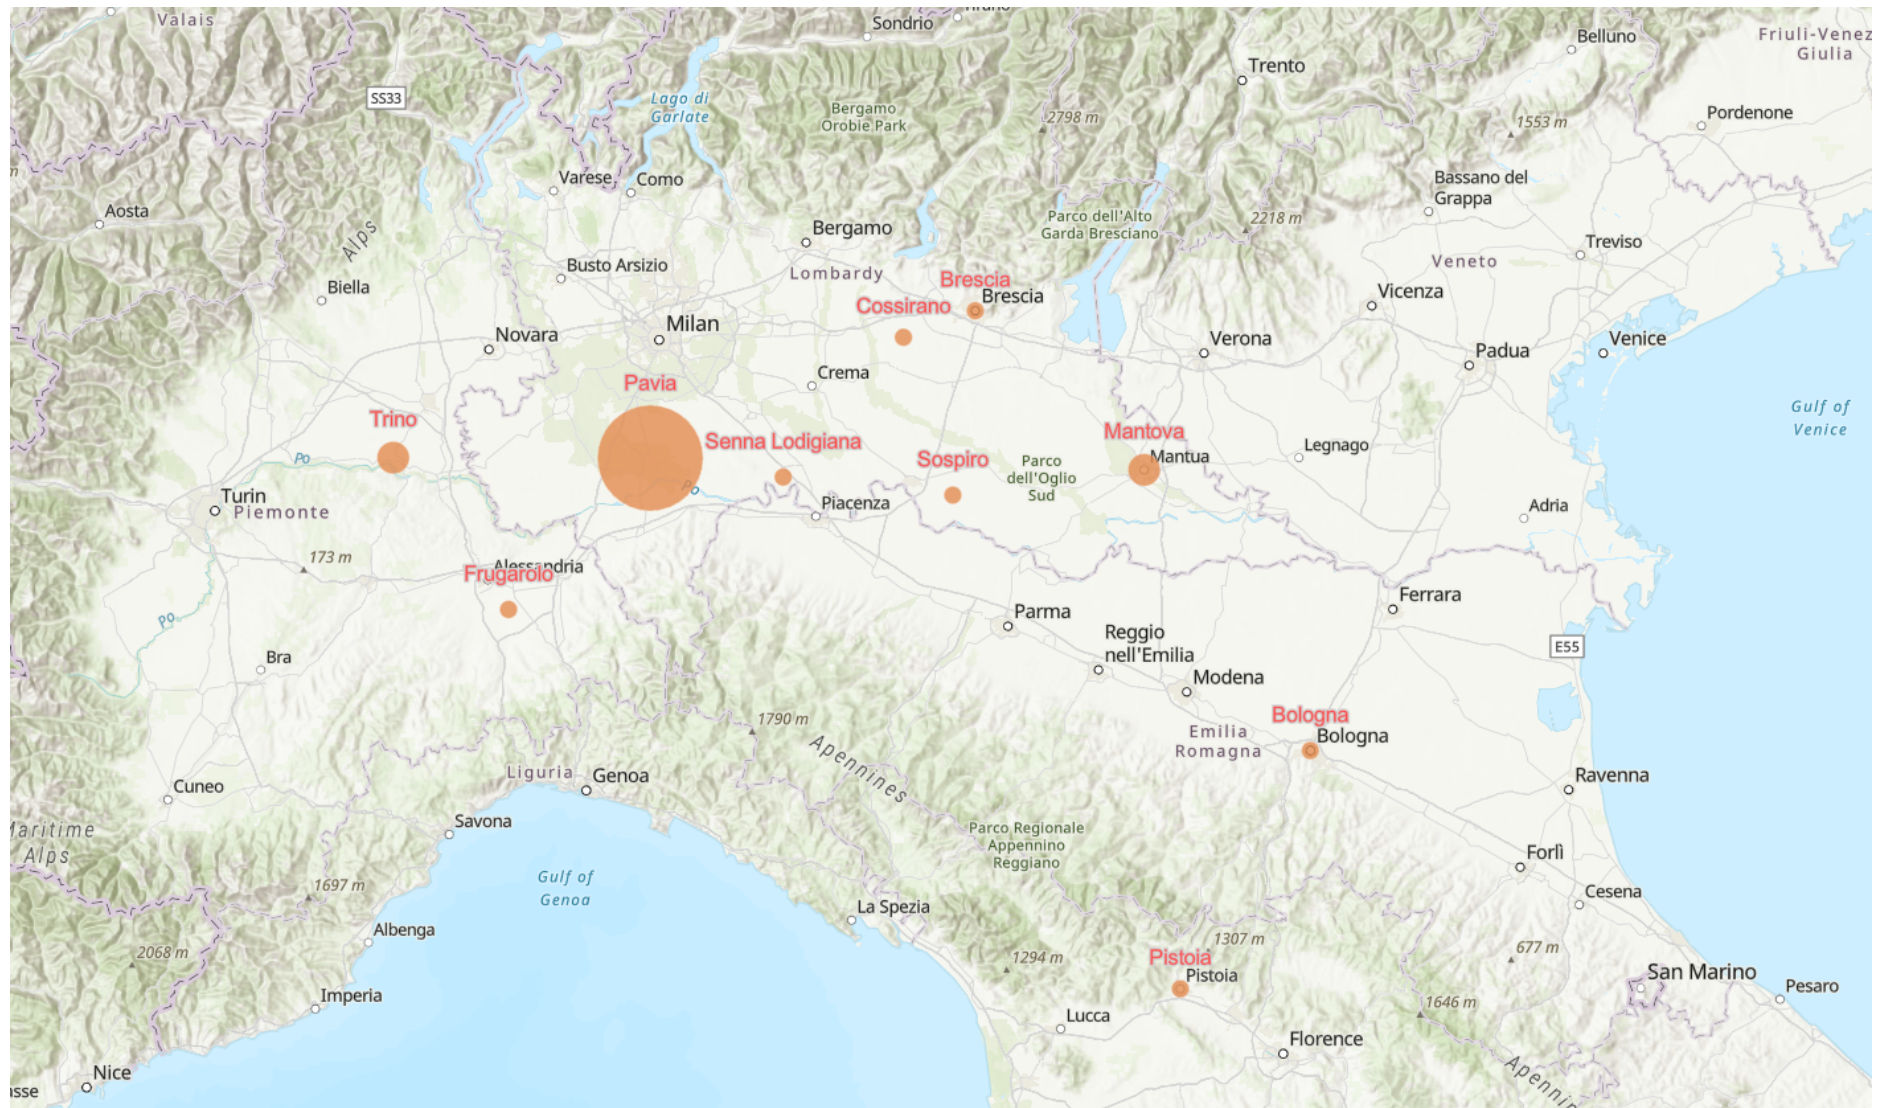 Valais
Sondrio
Belluno
Friuli-Venez
Giulia
Trento
SS33
Lago di
Garlate
Bergamo
Orobie Park
2798 m
1553 m
Pordenone
m
Varese
Como
Bassano del
Grappa
Aosta
Alps
Parco dell'Alto
Garda Bresciano
2218 m
Bergamo
Treviso
Busto Arsizio
Lombardy
Veneto
Biella
Brescia
Brescia
Vicenza
Cossirano
Novara
Milan
Verona
Venice
Padua
Crema
Pavia
Gulf of
Venice
Trino
Senna Lodigiana
Mantova
Legnago
Po
Sospiro
Mantua
Parco
dell'Oglio
Sud
Po
Turin
Piemonte
Piacenza
Adria
173 m
Alessandria
Frugarolo
Ferrara
Po
Parma
Reggio
nell'Emilia
E55
Bra
Modena
1790 m
Bologna
Emilia
Romagna
Bologna
Apennines
Liguria
Genoa
Ravenna
Cuneo
Savona
Maritime
Alps
Parco Regionale
Appennino
Reggiano
Forlì
Gulf of
Genoa
1697 m
Cesena
La Spezia
Albenga
2068 m
1307 m
677 m
1294 m
Pistoia
Pistoia
San Marino
Imperia
1646 m
Pesaro
Lucca
Florence
Nice
Apennin
sse